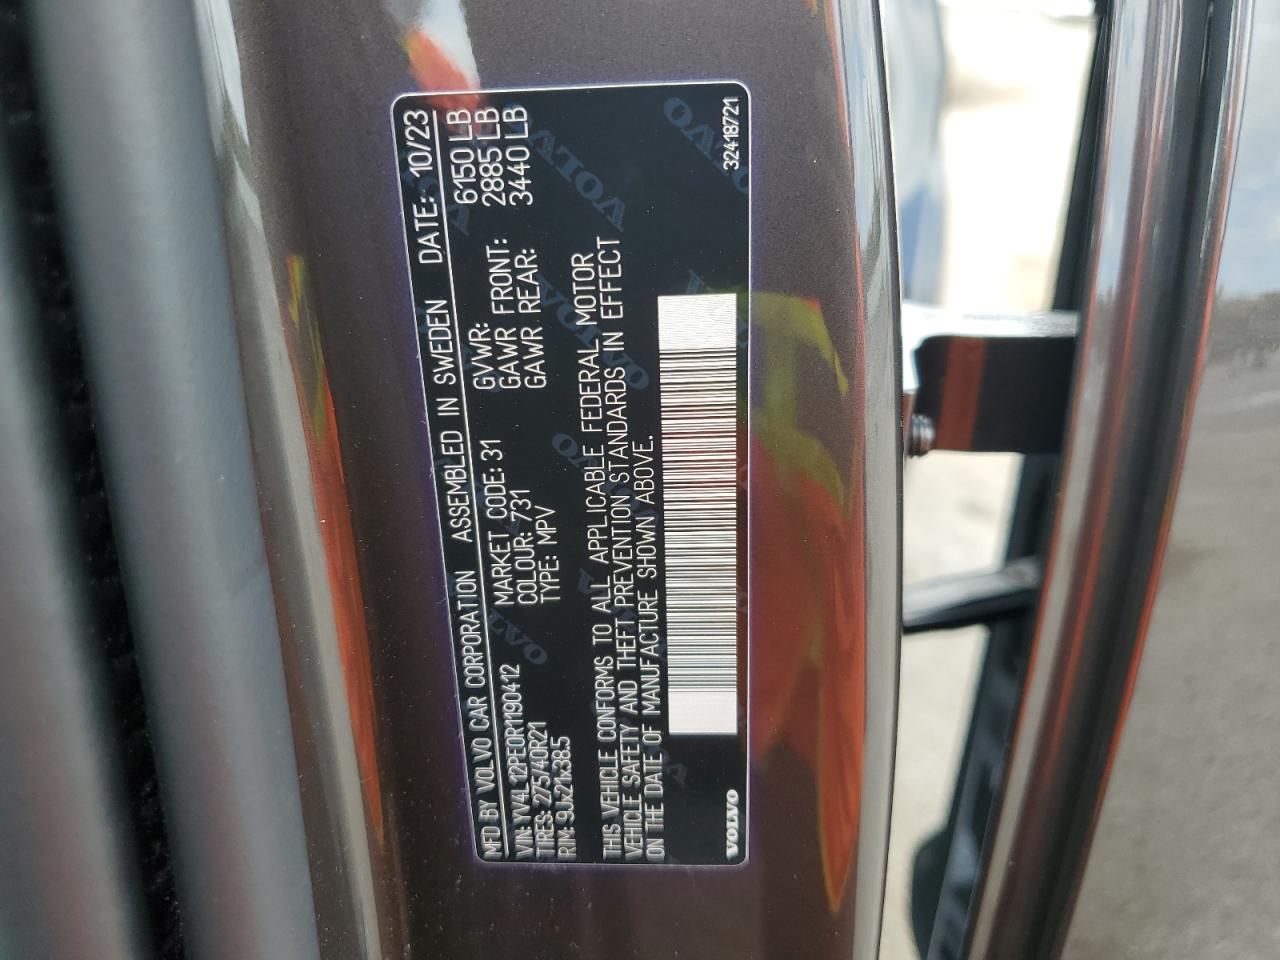 MFD BY VOLVO CAR CORPORATION ASSEMBLED IN SWEDEN DATE: 10/23
VIN: YV4L12PE0R1190412 MARKET CODE: 31 GVWR: 6150 LB
TIRES: 275/40R21 COLOUR: 731 GAWR FRONT: 2885 LB
RIM: 9Jx21x38.5 TYPE: MPV GAWR REAR: 3440 LB
THIS VEHICLE CONFORMS TO ALL APPLICABLE FEDERAL MOTOR
VEHICLE SAFETY AND THEFT PREVENTION STANDARDS IN EFFECT
ON THE DATE OF MANUFACTURE SHOWN ABOVE.
VOLVO 32418721